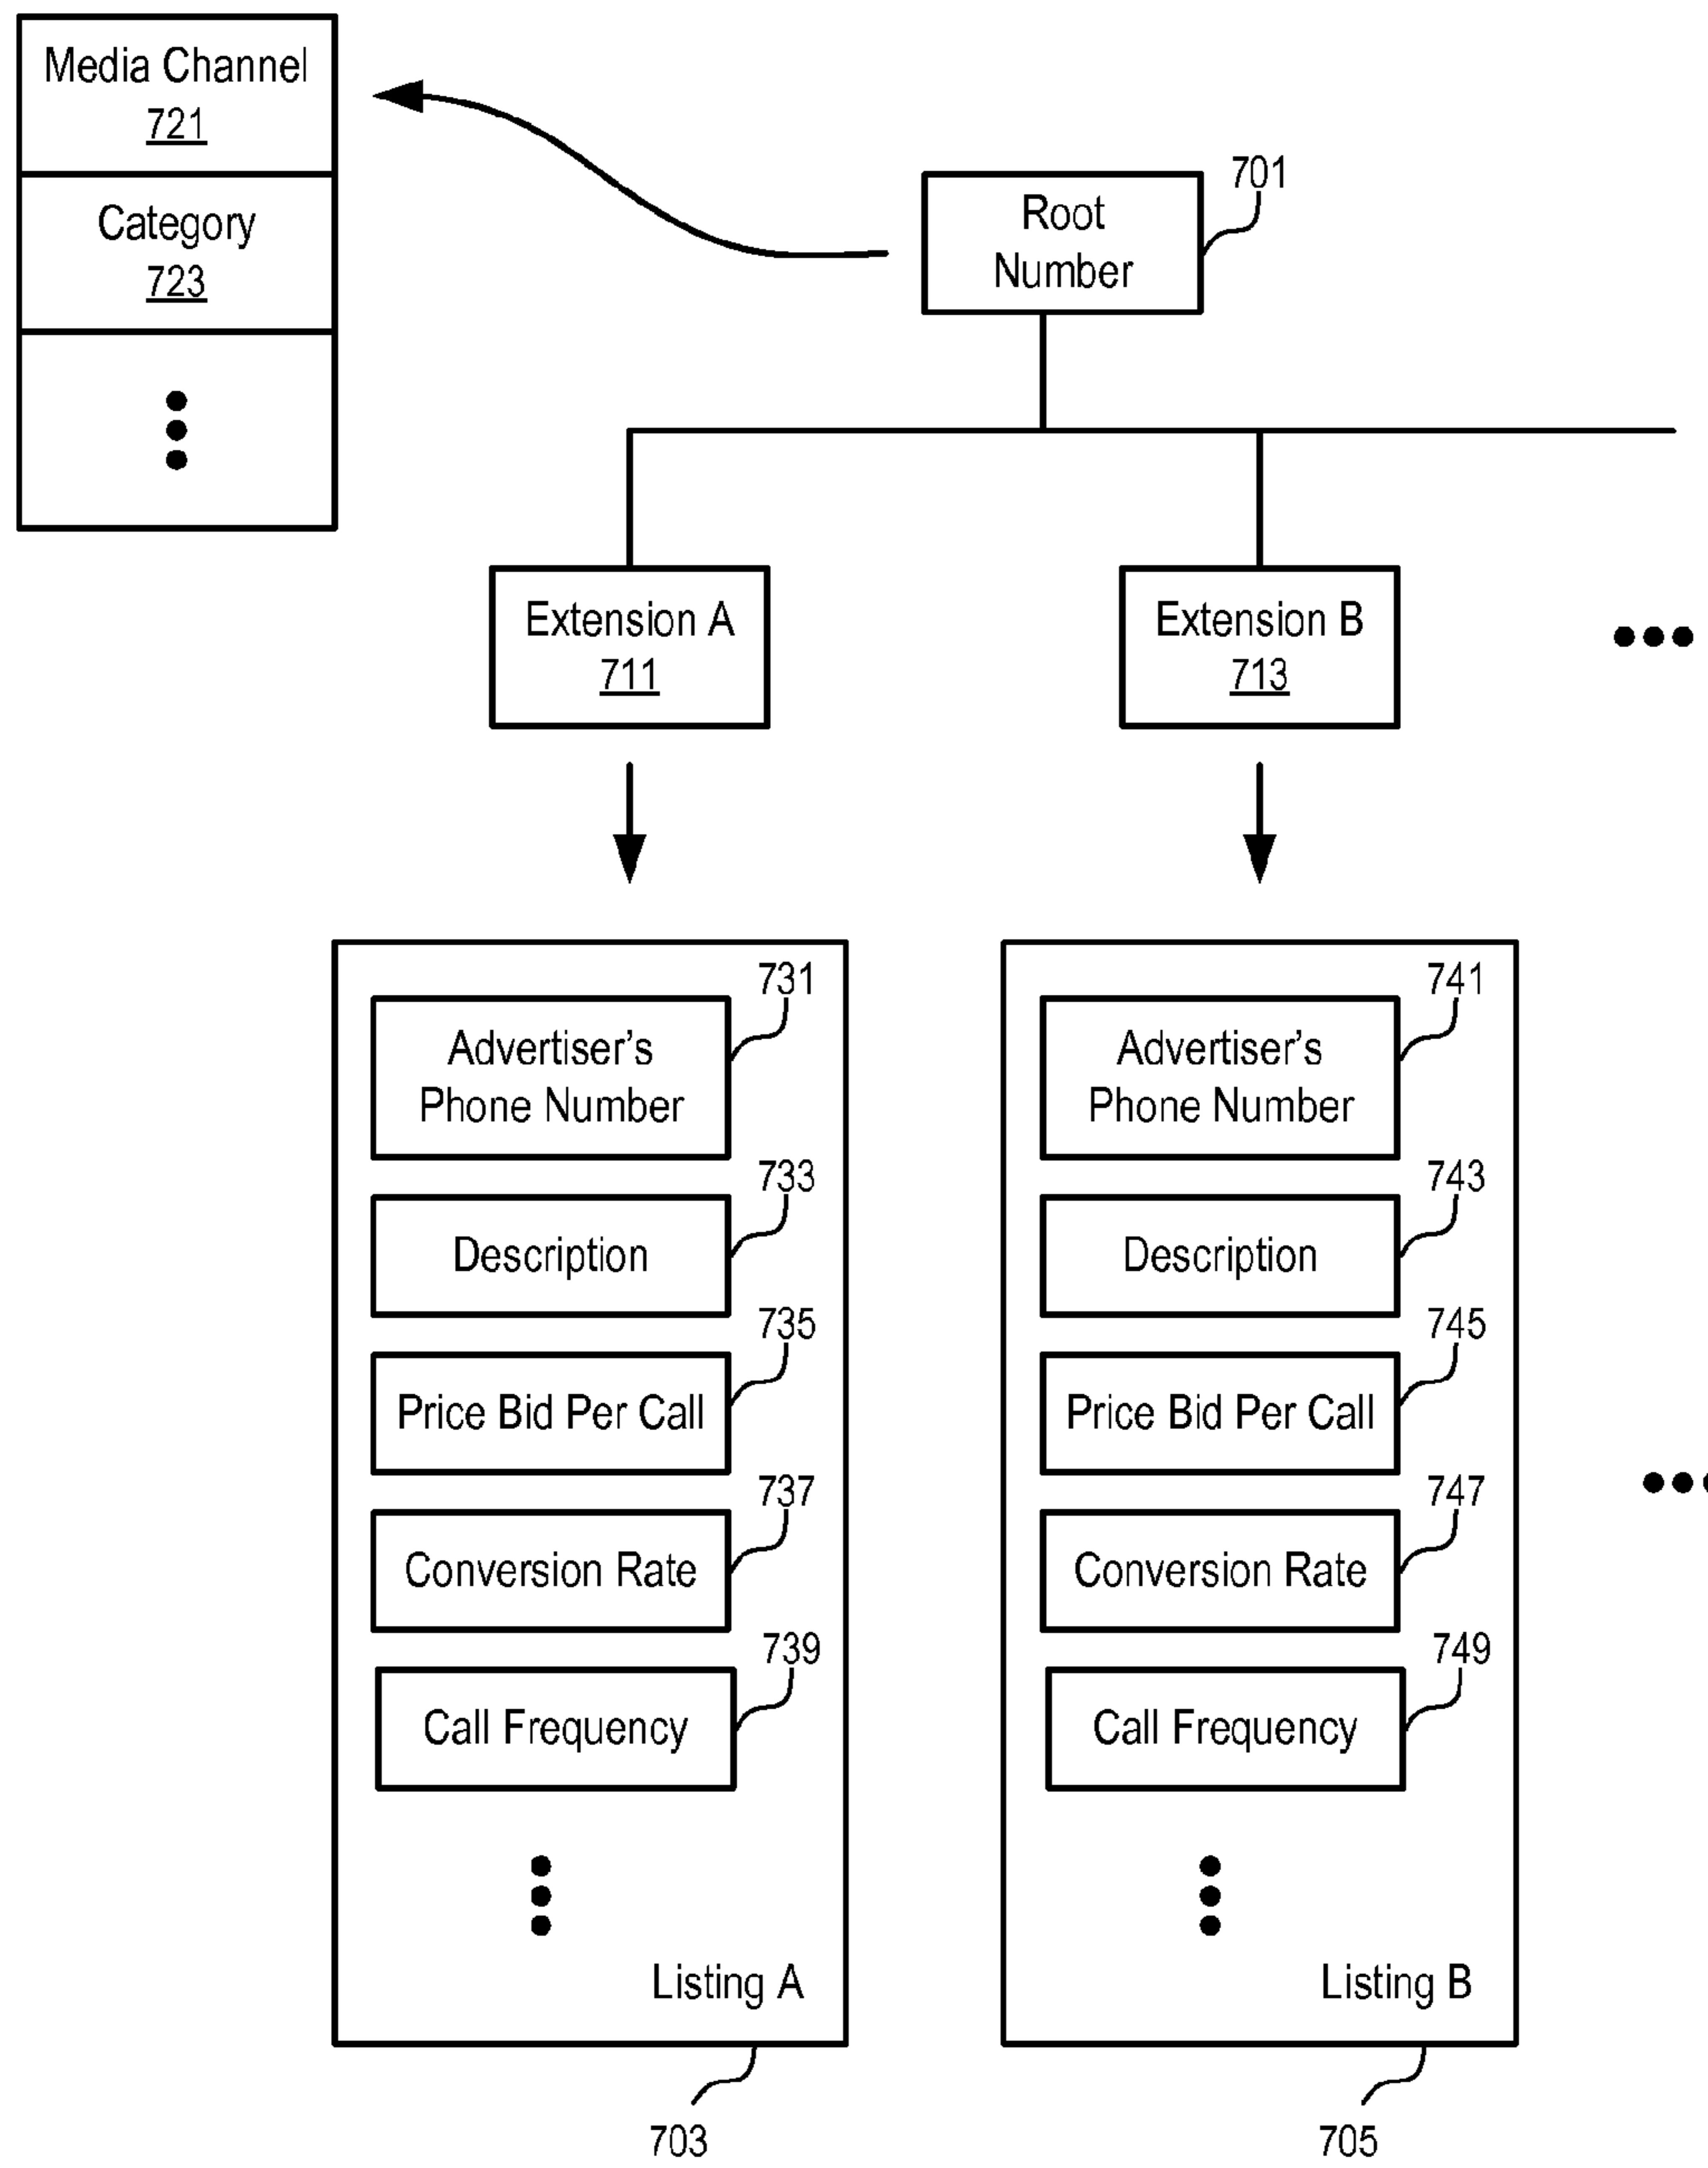 Media Channel
721
Category
723
701
Root
Number
Extension A
711
Extension B
713
731
Advertiser's
Phone Number
733
Description
735
Price Bid Per Call
737
Conversion Rate
739
Call Frequency
Listing A
703
741
Advertiser's
Phone Number
743
Description
745
Price Bid Per Call
747
Conversion Rate
749
Call Frequency
Listing B
705